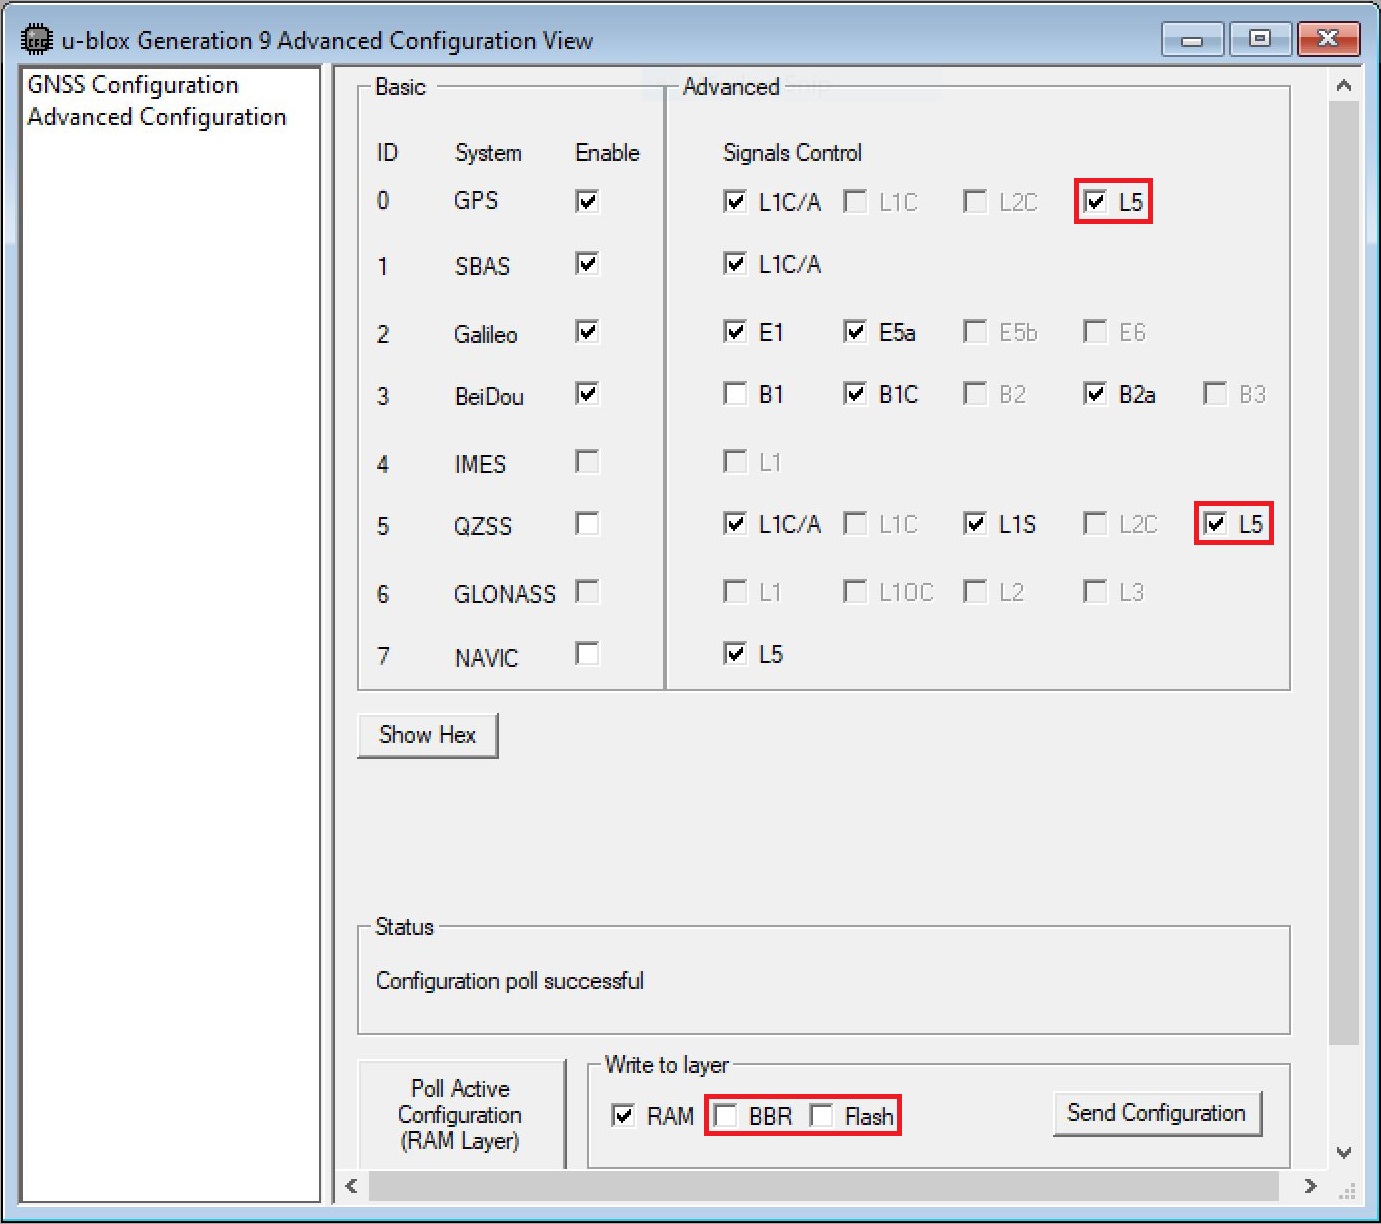 u-blox Generation 9 Advanced Configuration View
GNSS Configuration
Advanced Configuration
Basic
Advanced
ID System Enable
Signals Control
0 GPS L1C/A L1C L2C L5
1 SBAS L1C/A
2 Galileo E1 E5a E5b E6
3 BeiDou B1 B1C B2 B2a B3
4 IMES L1
5 QZSS L1C/A L1C L1S L2C L5
6 GLONASS L1 L1OC L2 L3
7 NAVIC L5
Show Hex
Status
Configuration poll successful
Poll Active
Configuration
(RAM Layer)
Write to layer
RAM BBR Flash
Send Configuration